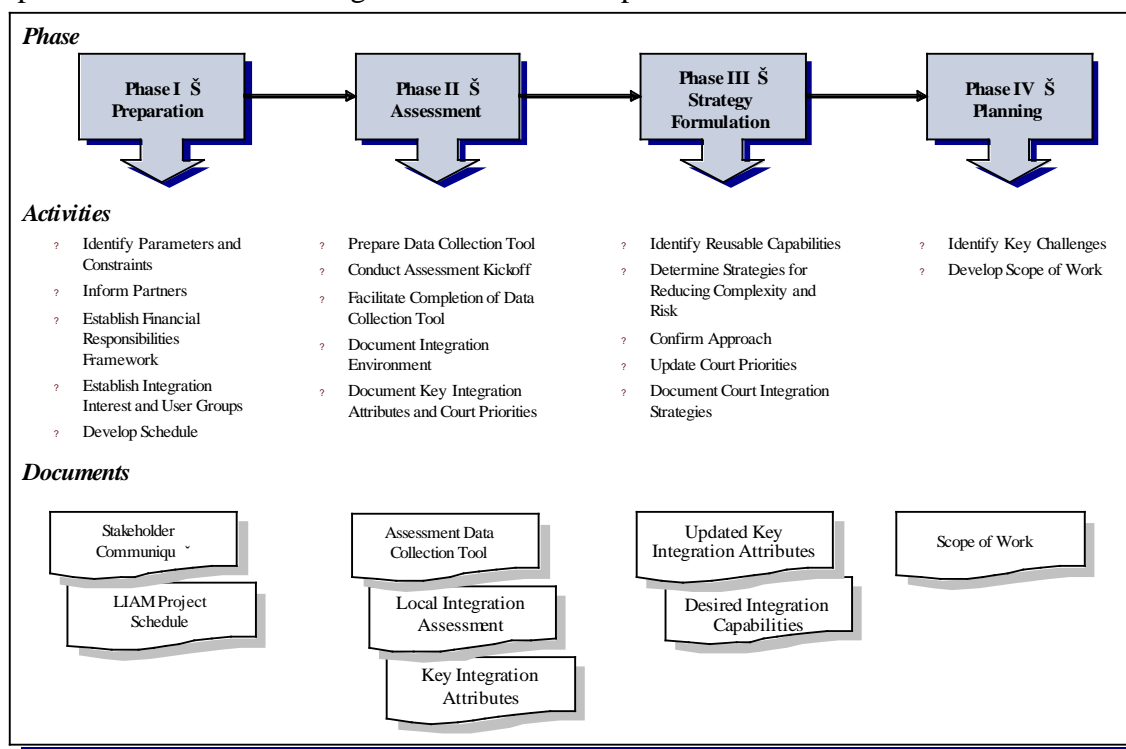 Phase
Phase I Š
Preparation
Phase II Š
Assessment
Phase III Š
Strategy
Formulation
Phase IV Š
Planning
Activities
? Identify Parameters and
Constraints
? Inform Partners
? Establish Financial
Responsibilities
Framework
? Establish Integration
Interest and User Groups
? Develop Schedule
? Prepare Data Collection Tool
? Conduct Assessment Kickoff
? Facilitate Completion of Data
Collection Tool
? Document Integration
Environment
? Document Key Integration
Attributes and Court Priorities
? Identify Reusable Capabilities
? Determine Strategies for
Reducing Complexity and
Risk
? Confirm Approach
? Update Court Priorities
? Document Court Integration
Strategies
? Identify Key Challenges
? Develop Scope of Work
Documents
Stakeholder
Communiqu ˇ
LIAM Project
Schedule
Assessment Data
Collection Tool
Local Integration
Assessment
Key Integration
Attributes
Updated Key
Integration Attributes
Desired Integration
Capabilities
Scope of Work